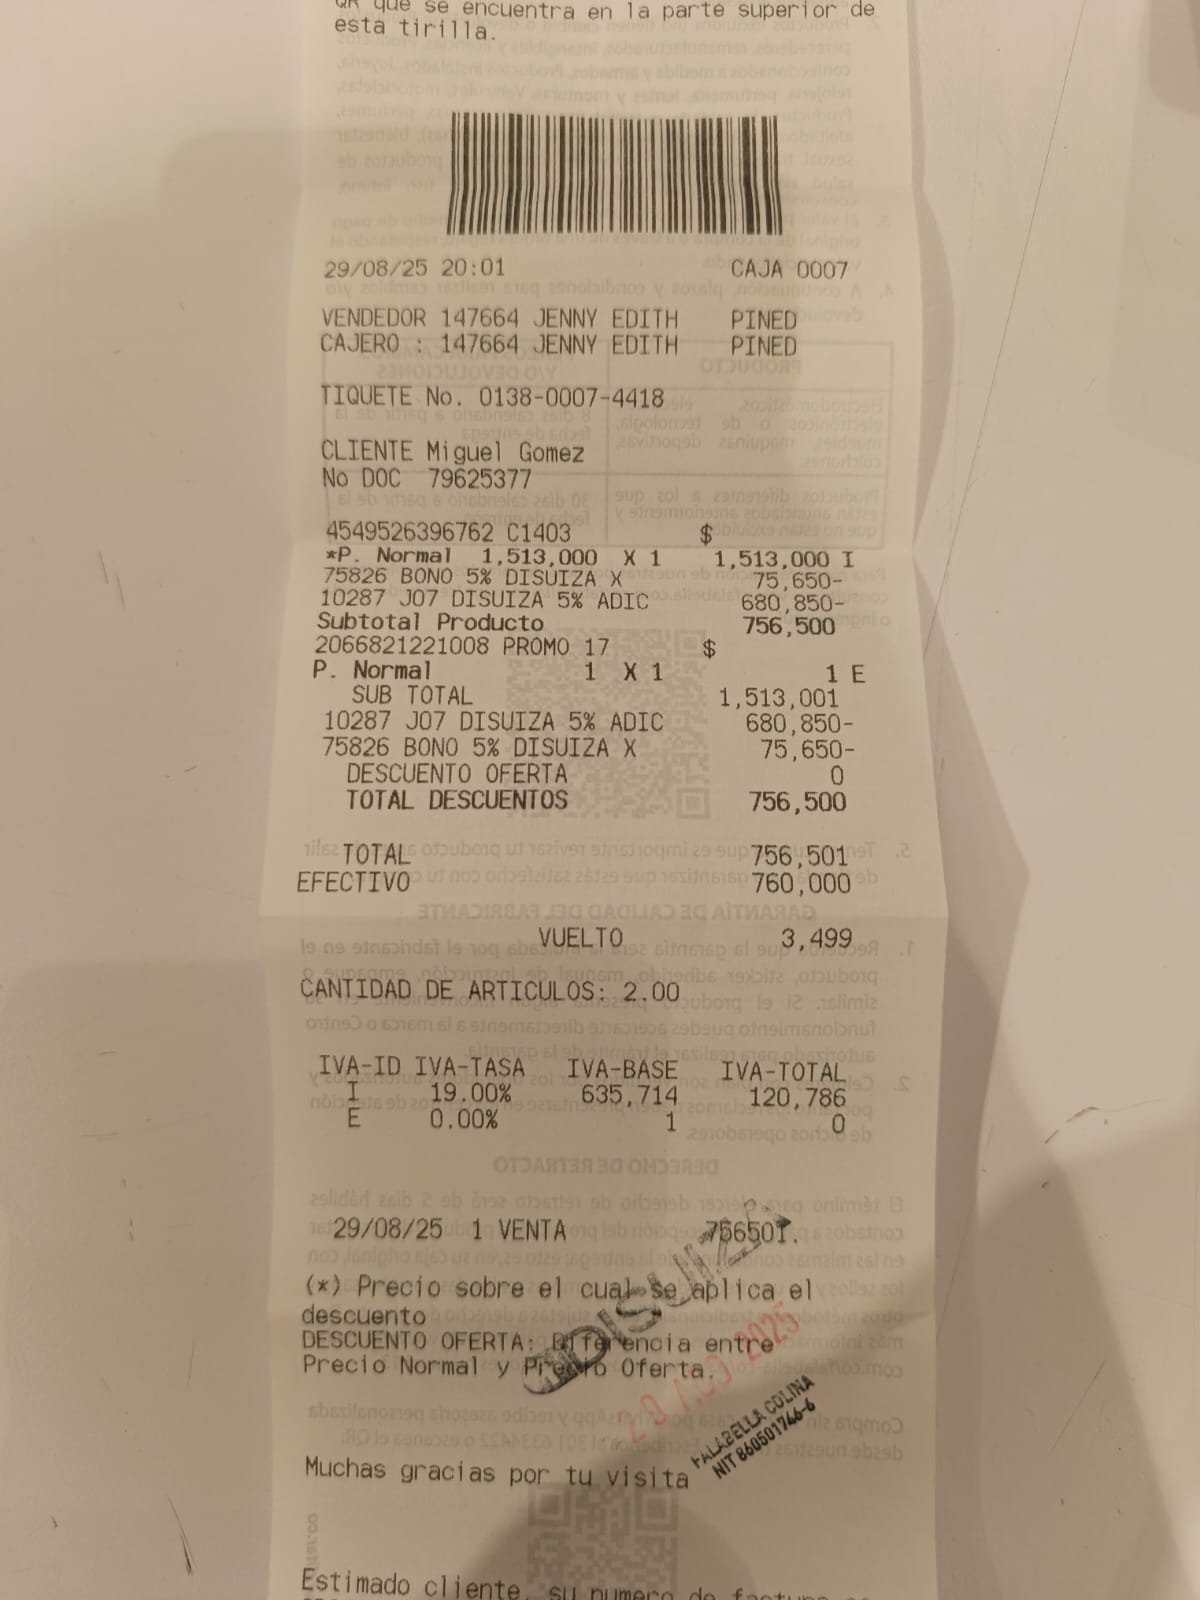 QR que se encuentra en la parte superior de
esta tirilla.
29/08/25 20:01 CAJA 0007
VENDEDOR 147664 JENNY EDITH PINED
CAJERO : 147664 JENNY EDITH PINED
TIQUETE No. 0138-0007-4418
CLIENTE Miguel Gomez
No DOC 79625377
4549526396762 C1403 $
*P. Normal 1,513,000 X 1 1,513,000 I
75826 BONO 5% DISUIZA X 75,650-
10287 J07 DISUIZA 5% ADIC 680,850-
Subtotal Producto 756,500
2066821221008 PROMO 17 $
P. Normal 1 X 1 1 E
SUB TOTAL 1,513,001
10287 J07 DISUIZA 5% ADIC 680,850-
75826 BONO 5% DISUIZA X 75,650-
DESCUENTO OFERTA 0
TOTAL DESCUENTOS 756,500
TOTAL 756,501
EFECTIVO 760,000
VUELTO 3,499
CANTIDAD DE ARTICULOS: 2.00
IVA-ID IVA-TASA IVA-BASE IVA-TOTAL
I 19.00% 635,714 120,786
E 0.00% 1 0
29/08/25 1 VENTA 756501.
(*) Precio sobre el cual se aplica el
descuento
DESCUENTO OFERTA: Diferencia entre
Precio Normal y Precio Oferta.
DISUIZA
29 AGO 2025
FALABELLA COLINA
NIT 860501746-6
Muchas gracias por tu visita
Estimado cliente, su numero de factura